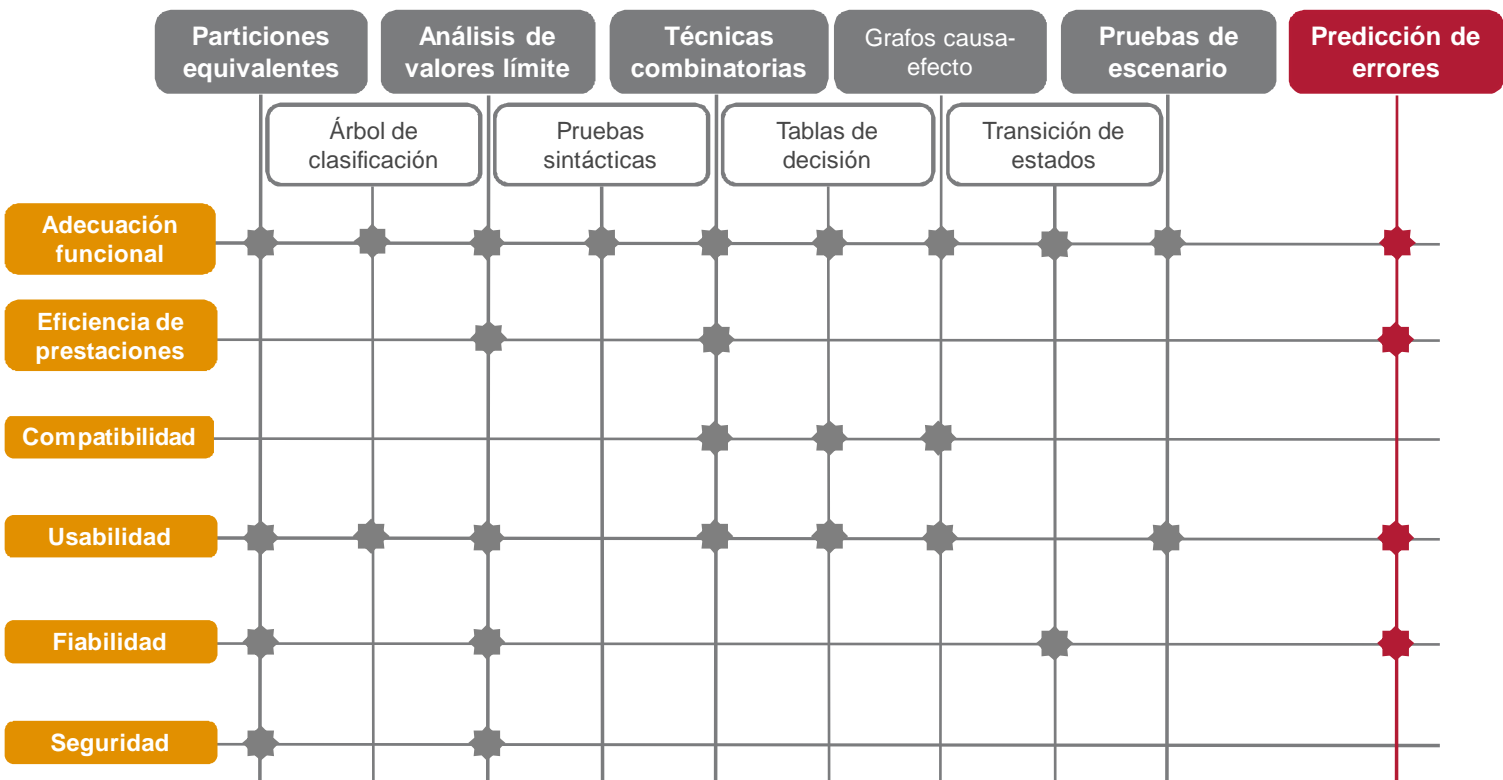 Particiones
equivalentes
Análisis de
valores límite
Técnicas
combinatorias
Grafos causa-
efecto
Pruebas de
escenario
Predicción de
errores
Árbol de
clasificación
Pruebas
sintácticas
Tablas de
decisión
Transición de
estados
Adecuación
funcional
Eficiencia de
prestaciones
Compatibilidad
Usabilidad
Fiabilidad
Seguridad